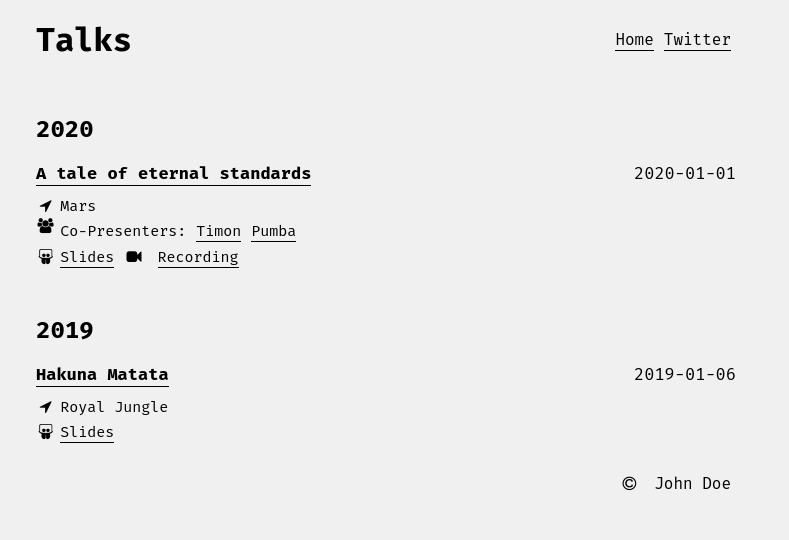 Talks
Home Twitter
2020
A tale of eternal standards 2020-01-01
Mars
Co-Presenters: Timon Pumba
Slides Recording
2019
Hakuna Matata 2019-01-06
Royal Jungle
Slides
© John Doe